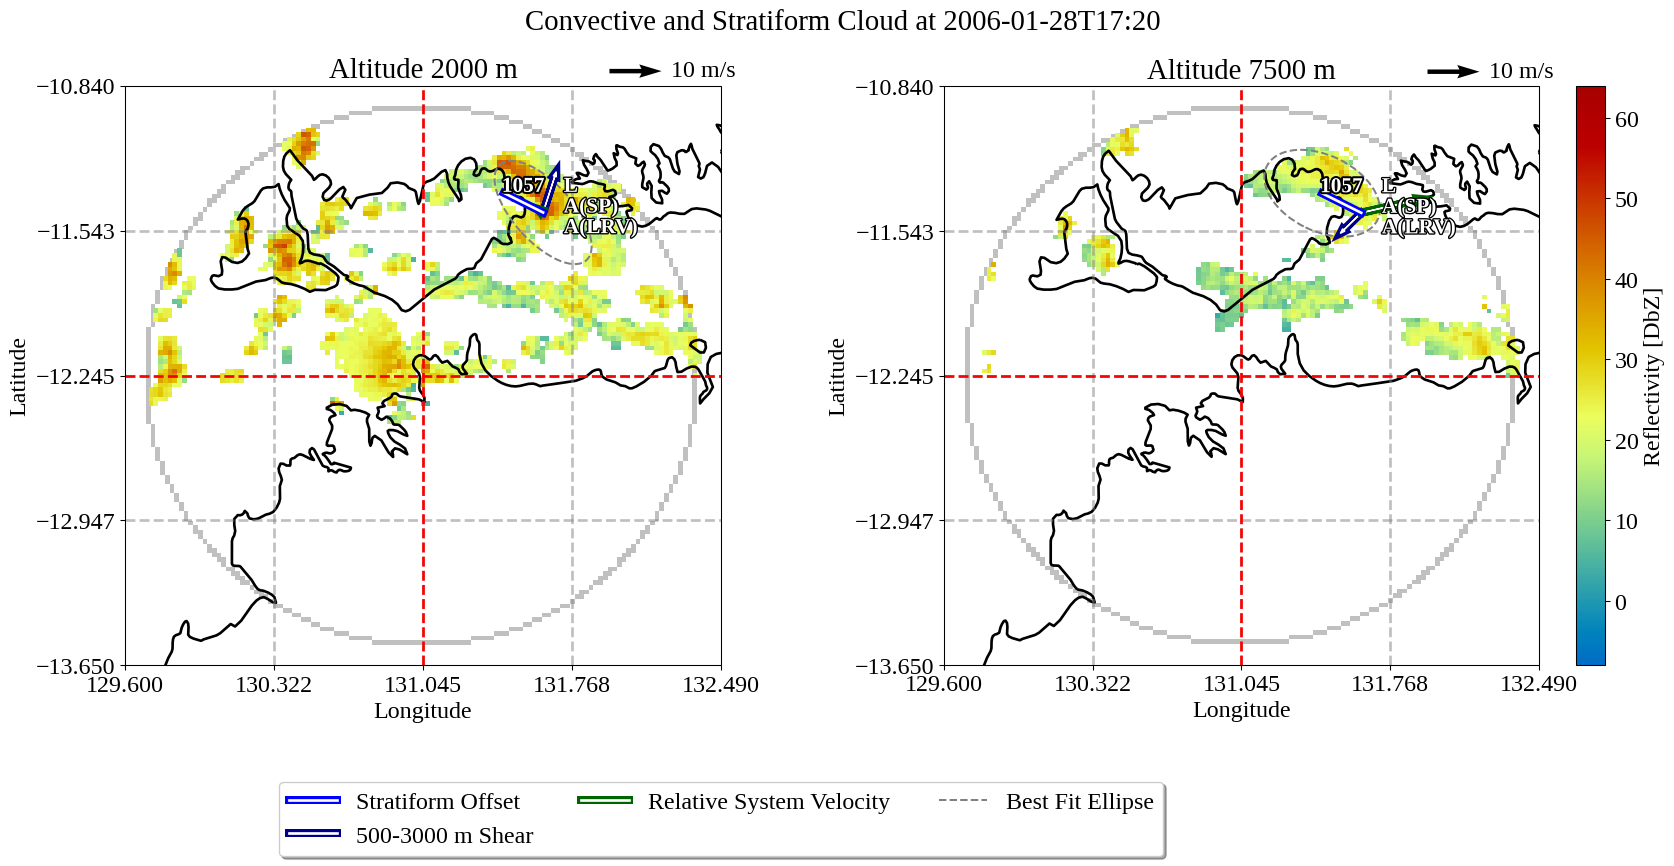 Convective and Stratiform Cloud at 2006-01-28T17:20
Altitude 2000 m
10 m/s
Altitude 7500 m
10 m/s
−10.840
−11.543
−12.245
−12.947
−13.650
129.600
130.322
131.045
131.768
132.490
Longitude
Latitude
1057
L
A(SP)
A(LRV)
−10.840
−11.543
−12.245
−12.947
−13.650
129.600
130.322
131.045
131.768
132.490
Longitude
Latitude
1057
L
A(SP)
A(LRV)
60
50
40
30
20
10
0
Reflectivity [DbZ]
Stratiform Offset
Relative System Velocity
Best Fit Ellipse
500-3000 m Shear